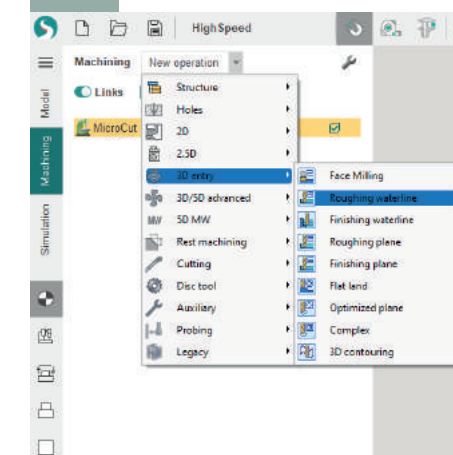 HighSpeed
Machining New operation
Links
MicroCut
Model
Machining
Simulation
Structure
Holes
2D
2.5D
3D entry
3D/5D advanced
5D MW
Rest machining
Cutting
Disc tool
Auxiliary
Probing
Legacy
Face Milling
Roughing waterline
Finishing waterline
Roughing plane
Finishing plane
Flat land
Optimized plane
Complex
3D contouring